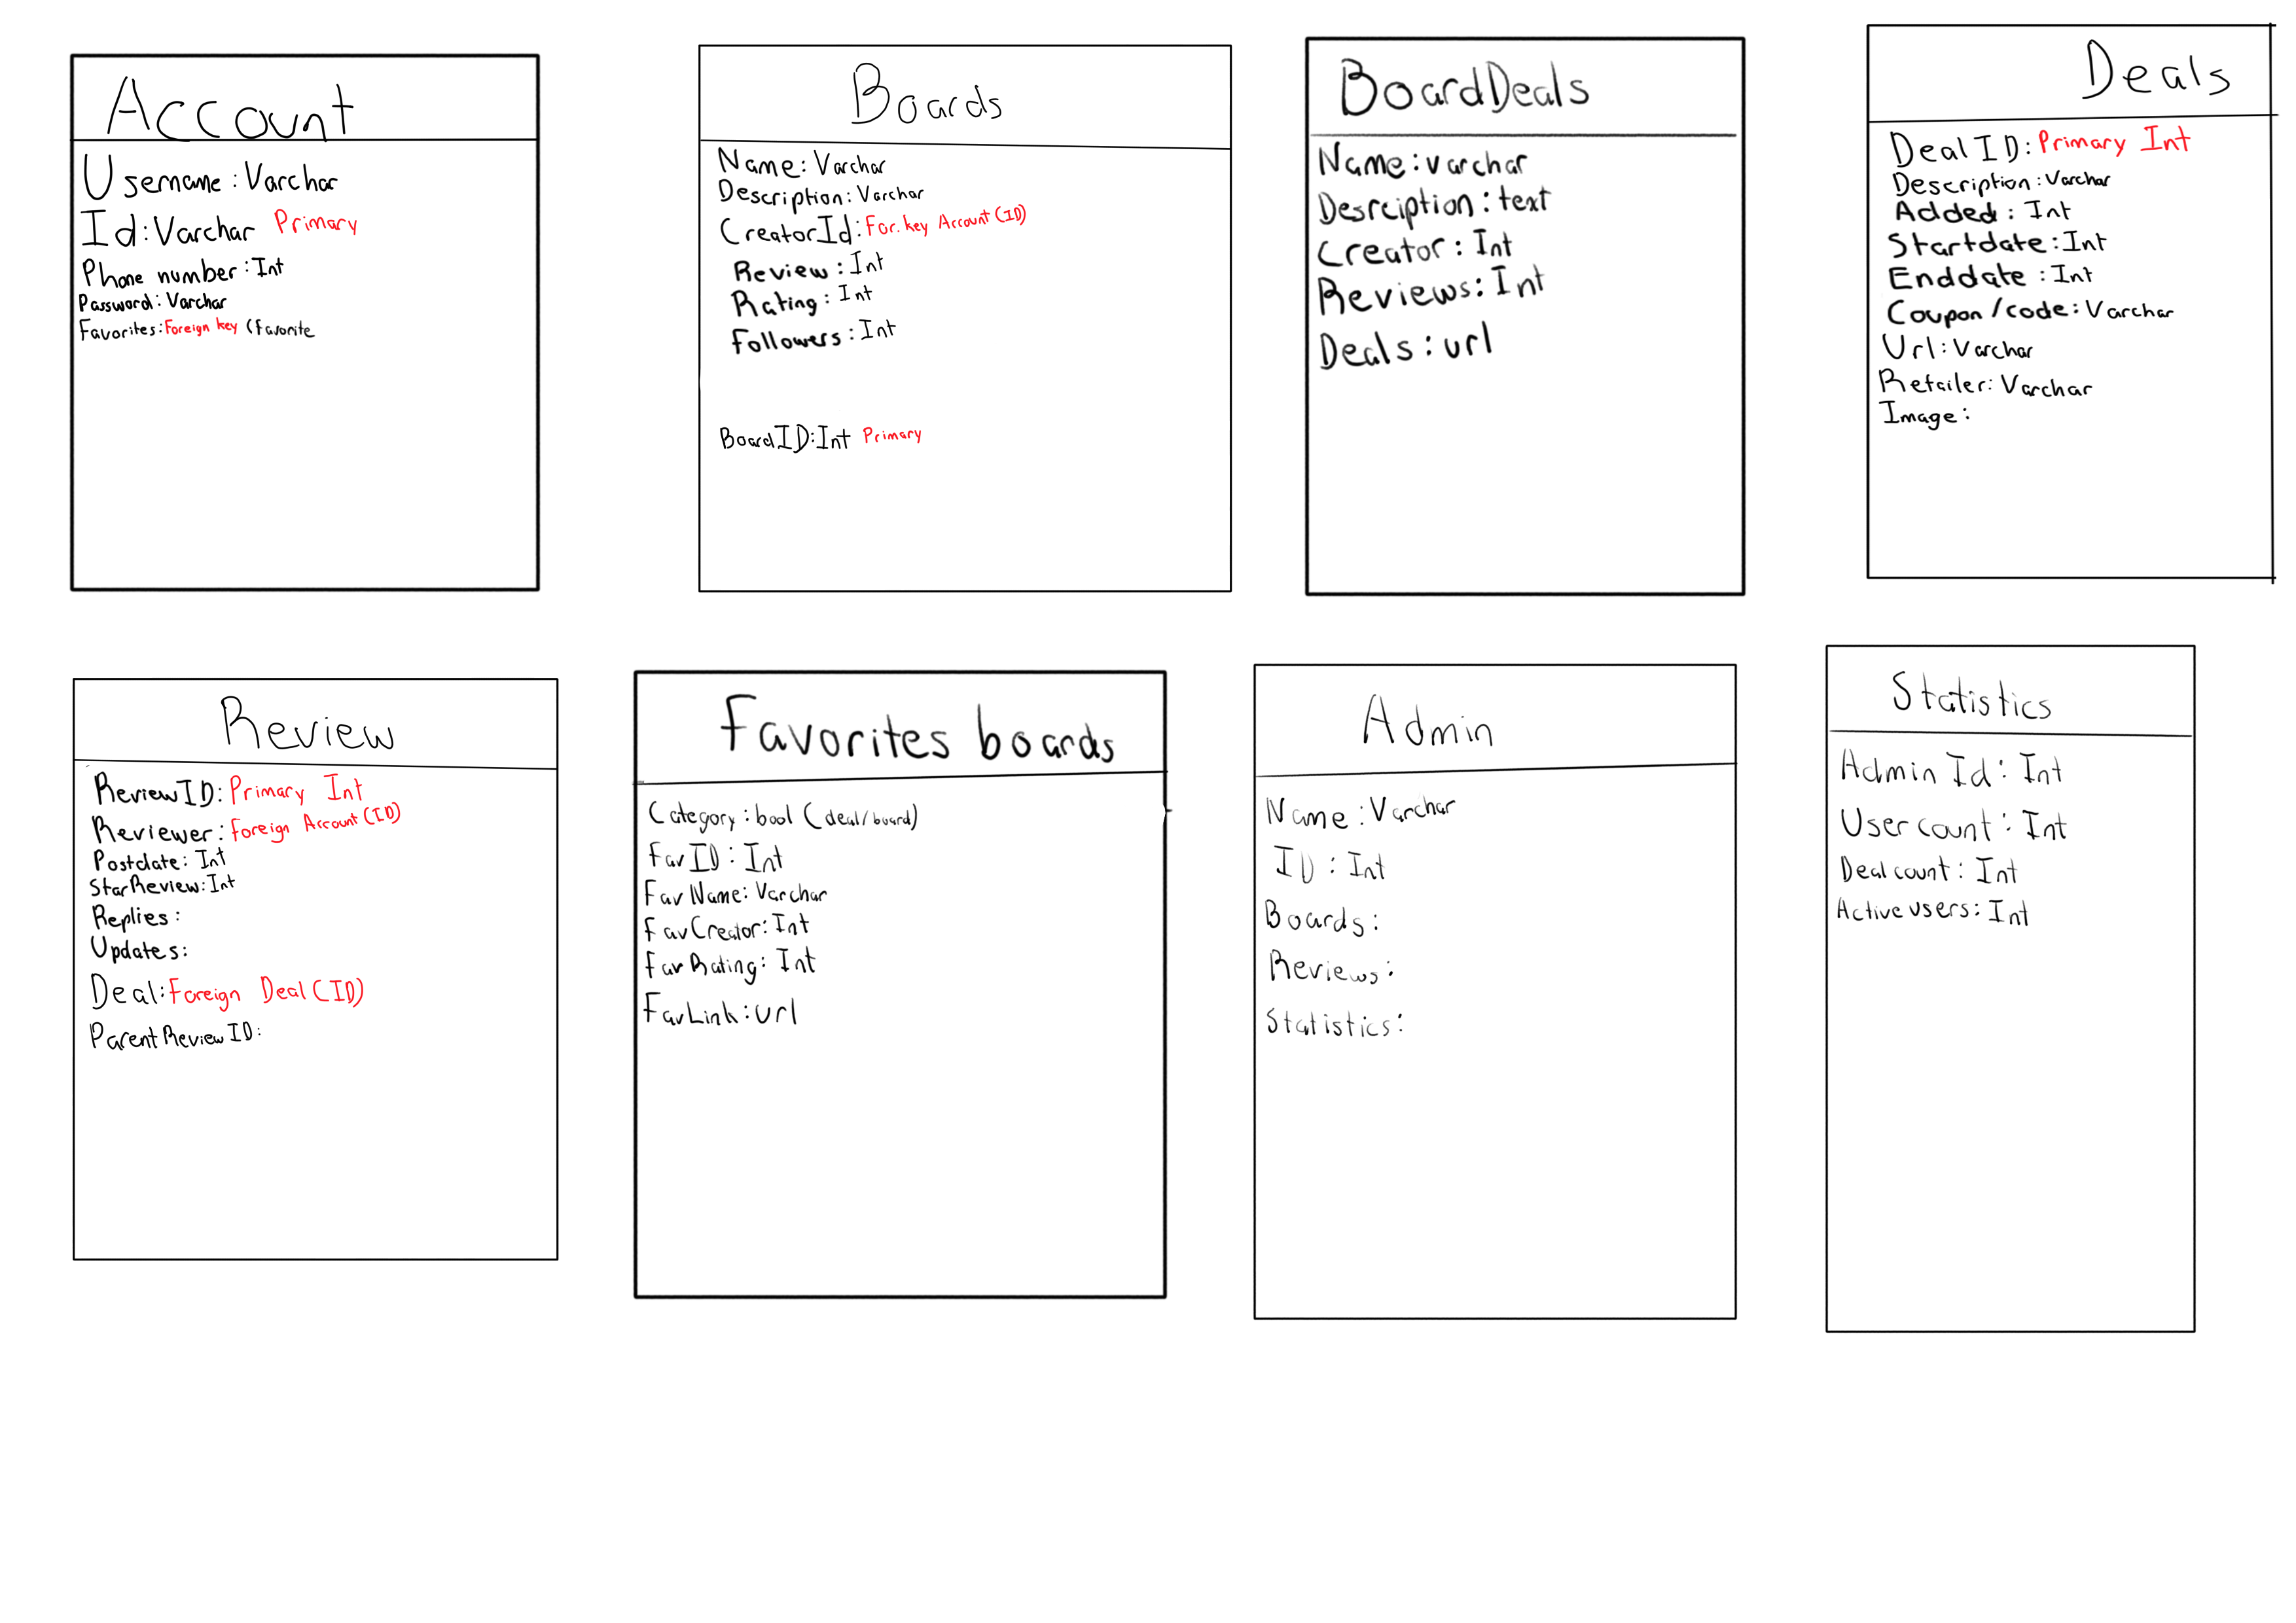 Account
Username: Varchar
Id: Varchar Primary
Phone number: Int
Password: Varchar
Favorites: Foreign key (Favorite
Boards
Name: Varchar
Description: Varchar
CreatorId: For. key Account (ID)
Review: Int
Rating: Int
Followers: Int
BoardID: Int Primary
BoardDeals
Name: varchar
Desrciption: text
Creator: Int
Reviews: Int
Deals: url
Deals
DealID: Primary Int
Description: Varchar
Added: Int
Startdate: Int
Enddate: Int
Coupon/code: Varchar
Url: Varchar
Retailer: Varchar
Image:
Review
ReviewID: Primary Int
Reviewer: Foreign Account (ID)
Postdate: Int
StarReview: Int
Replies:
Updates:
Deal: Foreign Deal (ID)
ParentReviewID:
Favorites boards
Category: bool (deal/board)
FavID: Int
FavName: Varchar
FavCreator: Int
FavRating: Int
FavLink: url
Admin
Name: Varchar
ID: Int
Boards:
Reviews:
Statistics:
Statistics
Admin Id: Int
User count: Int
Deal count: Int
Active users: Int